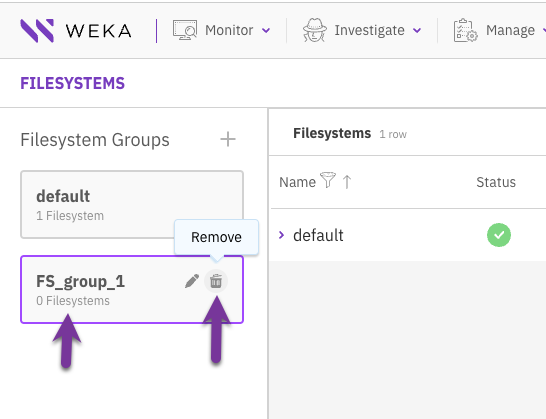 WEKA
Monitor
Investigate
Manage
FILESYSTEMS
Filesystem Groups
default
1 Filesystem
Remove
FS_group_1
0 Filesystems
Filesystems 1 row
Name
Status
default